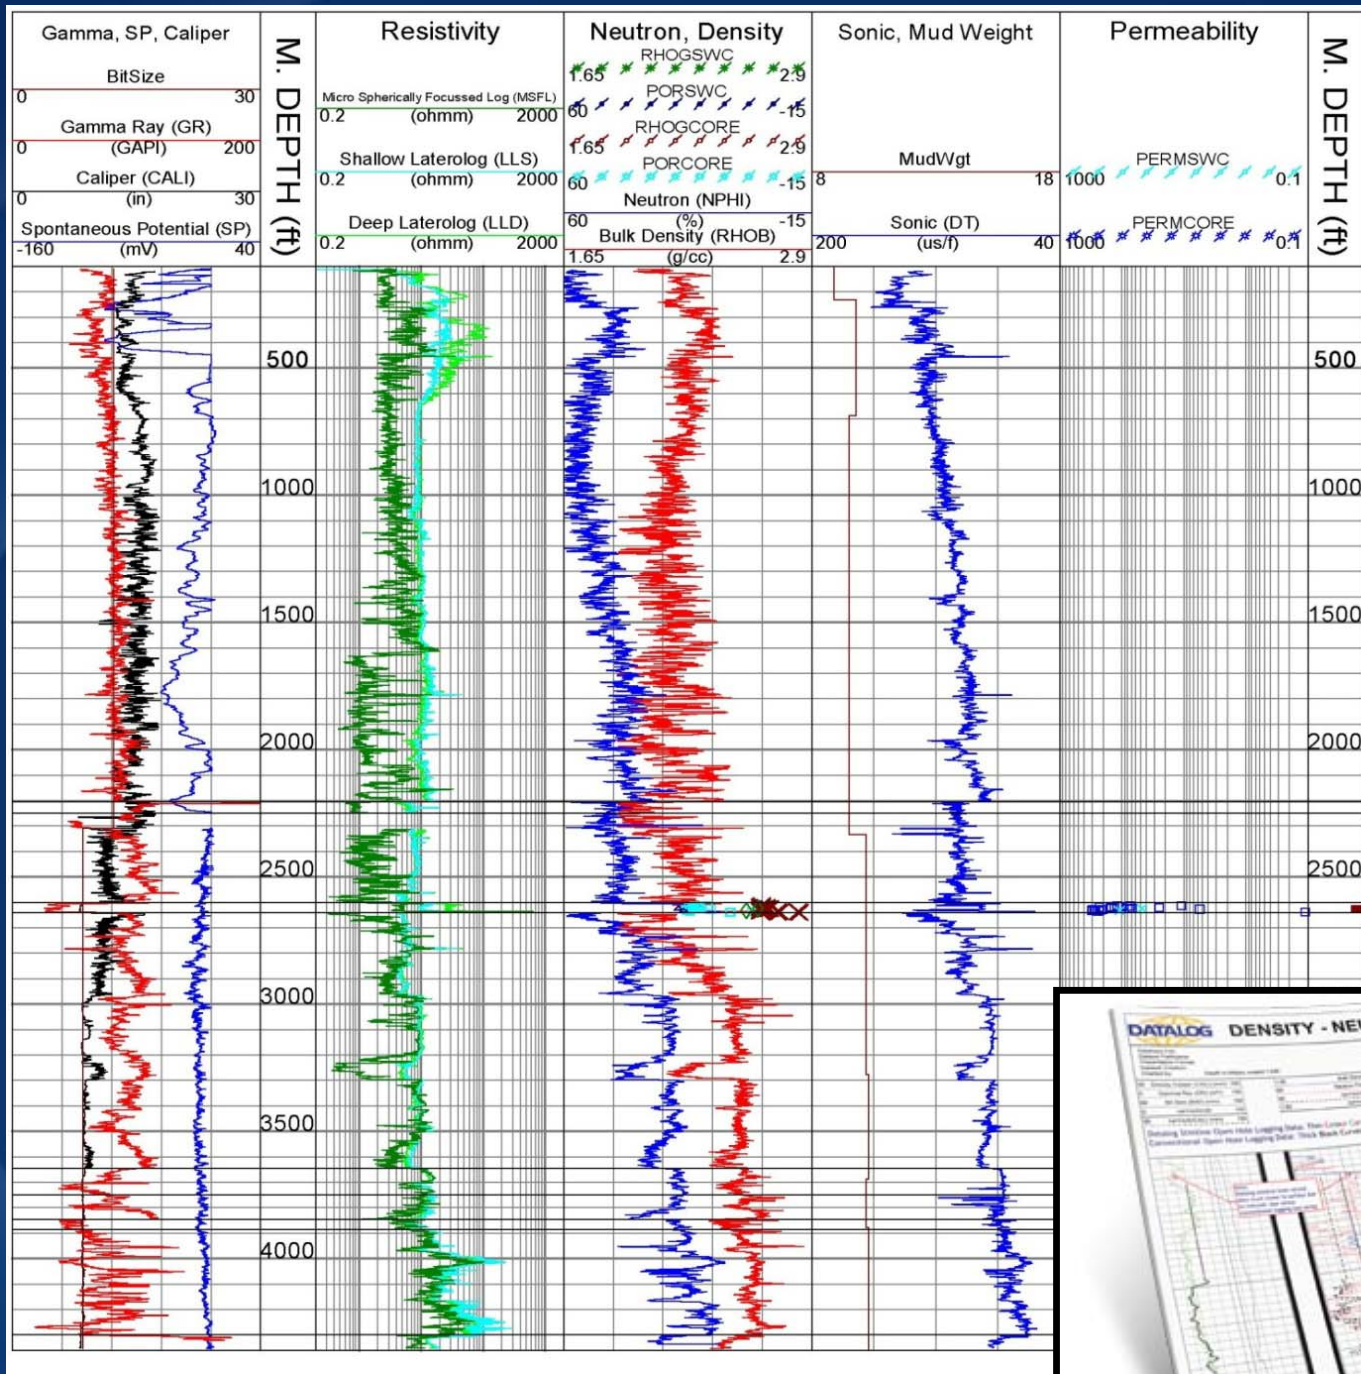 Gamma, SP, Caliper
BitSize
0 30
Gamma Ray (GR)
0 (GAPI) 200
Caliper (CALI)
0 (in) 30
Spontaneous Potential (SP)
-160 (mV) 40
M. DEPTH (ft)
500
1000
1500
2000
2500
3000
3500
4000
Resistivity
Micro Spherically Focussed Log (MSFL)
0.2 (ohmm) 2000
Shallow Laterolog (LLS)
0.2 (ohmm) 2000
Deep Laterolog (LLD)
0.2 (ohmm) 2000
Neutron, Density
RHOGSWC
1.65 2.9
PORSWC
60 -15
RHOGCORE
1.65 2.9
PORCORE
60 -15
Neutron (NPHI)
60 (%) -15
Bulk Density (RHOB)
1.65 (g/cc) 2.9
Sonic, Mud Weight
MudWgt
8 18
Sonic (DT)
200 (us/f) 40
Permeability
PERMSWC
1000 0.1
PERMCORE
1000 0.1
M. DEPTH (ft)
500
1000
1500
2000
2500
DATALOG DENSITY - NE